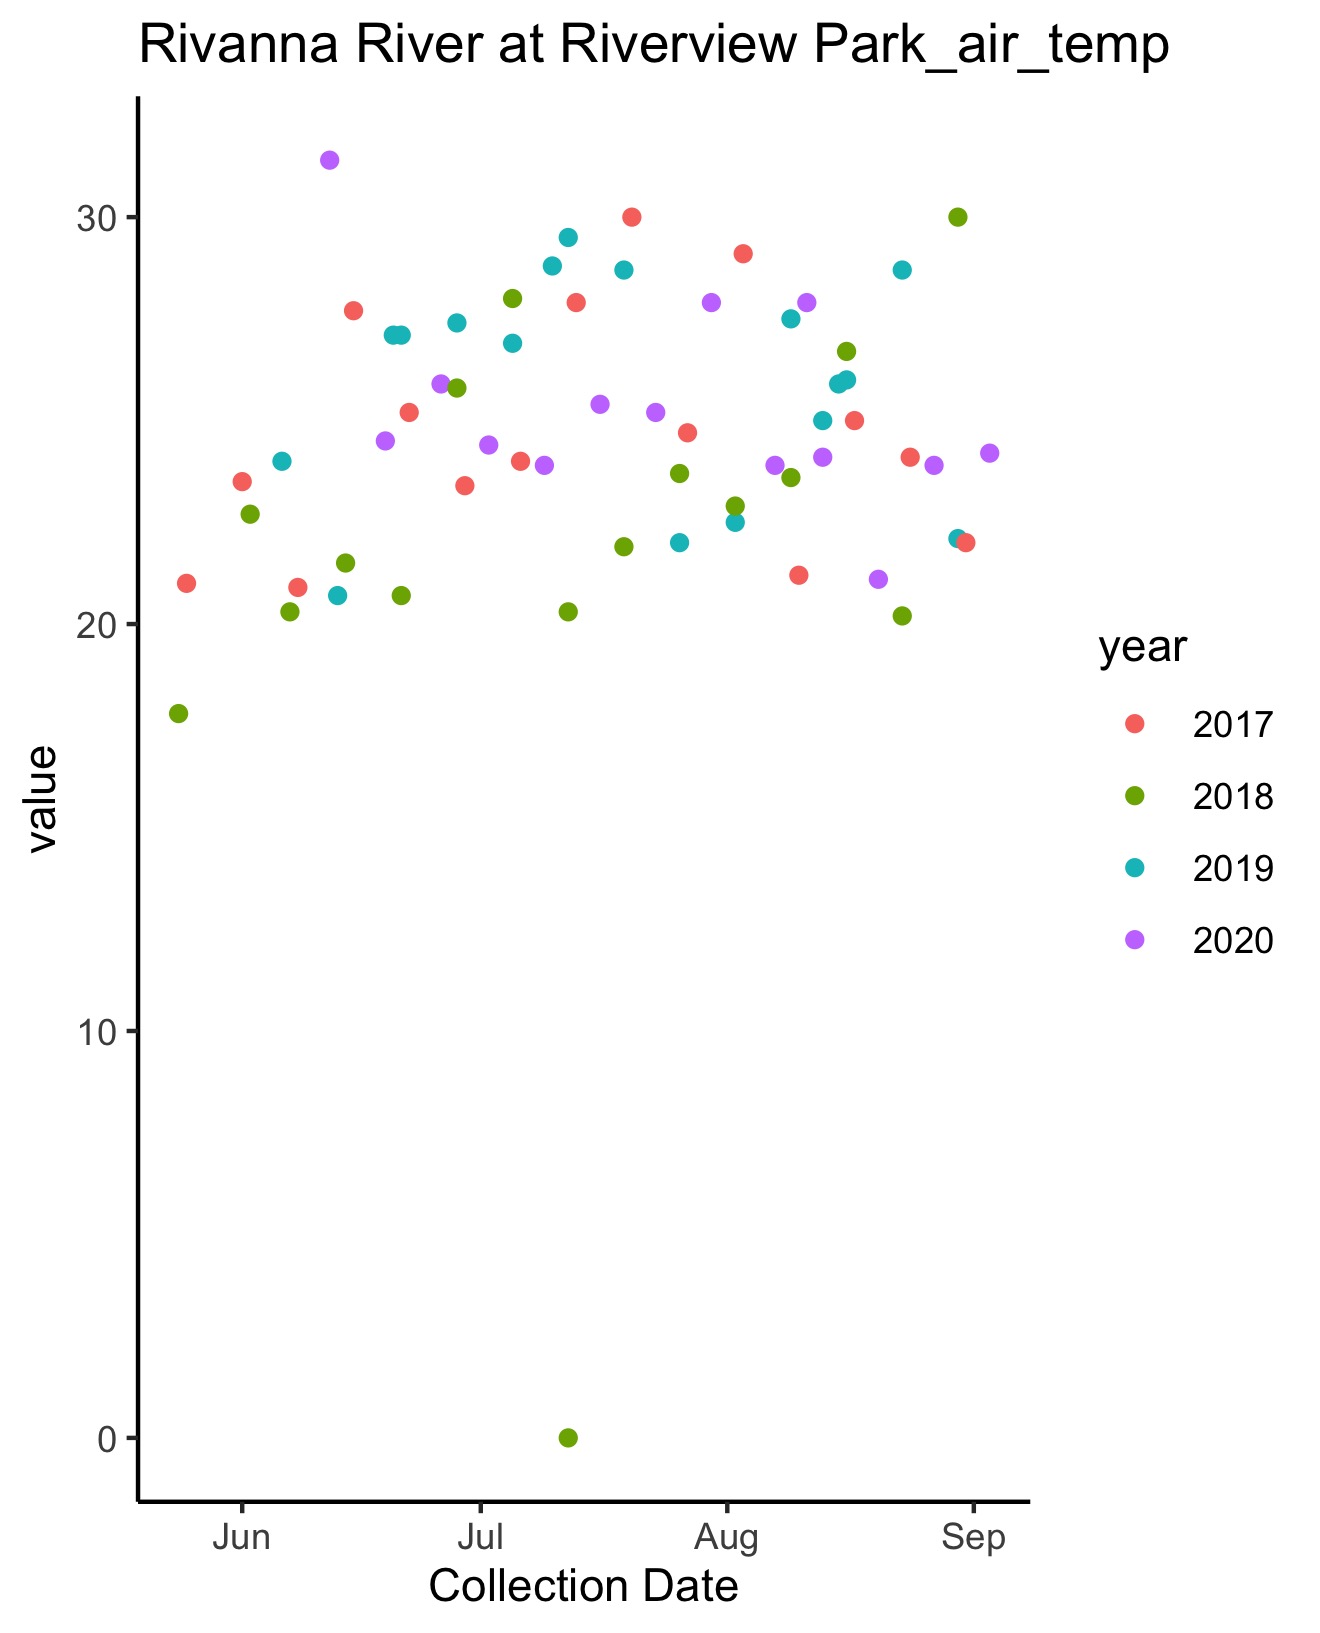 Rivanna River at Riverview Park_air_temp
30
20
10
0
value
Jun Jul Aug Sep
Collection Date
year
2017
2018
2019
2020